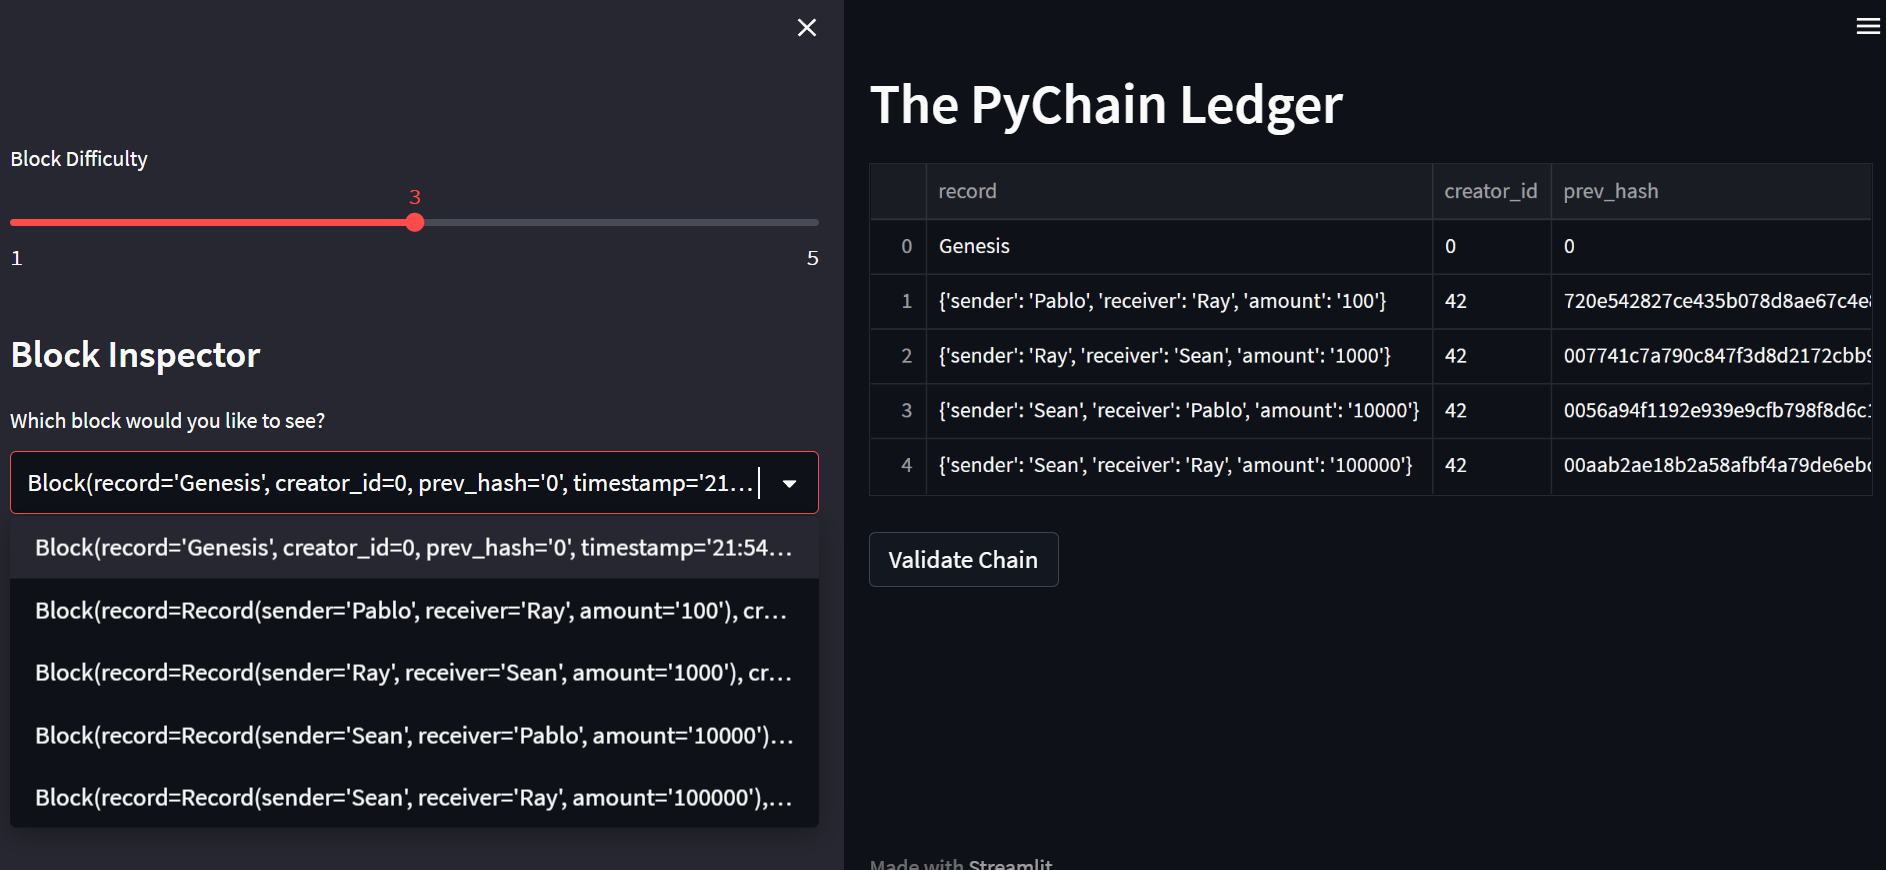 Block Difficulty
3
1 5
Block Inspector
Which block would you like to see?
Block(record='Genesis', creator_id=0, prev_hash='0', timestamp='21...
Block(record='Genesis', creator_id=0, prev_hash='0', timestamp='21:54...
Block(record=Record(sender='Pablo', receiver='Ray', amount='100'), cr...
Block(record=Record(sender='Ray', receiver='Sean', amount='1000'), cr...
Block(record=Record(sender='Sean', receiver='Pablo', amount='10000')...
Block(record=Record(sender='Sean', receiver='Ray', amount='100000'),...
The PyChain Ledger
record creator_id prev_hash
0 Genesis 0 0
1 {'sender': 'Pablo', 'receiver': 'Ray', 'amount': '100'} 42 720e542827ce435b078d8ae67c4e
2 {'sender': 'Ray', 'receiver': 'Sean', 'amount': '1000'} 42 007741c7a790c847f3d8d2172cbb9
3 {'sender': 'Sean', 'receiver': 'Pablo', 'amount': '10000'} 42 0056a94f1192e939e9cfb798f8d6c1
4 {'sender': 'Sean', 'receiver': 'Ray', 'amount': '100000'} 42 00aab2ae18b2a58afbf4a79de6eb
Validate Chain
Made with Streamlit